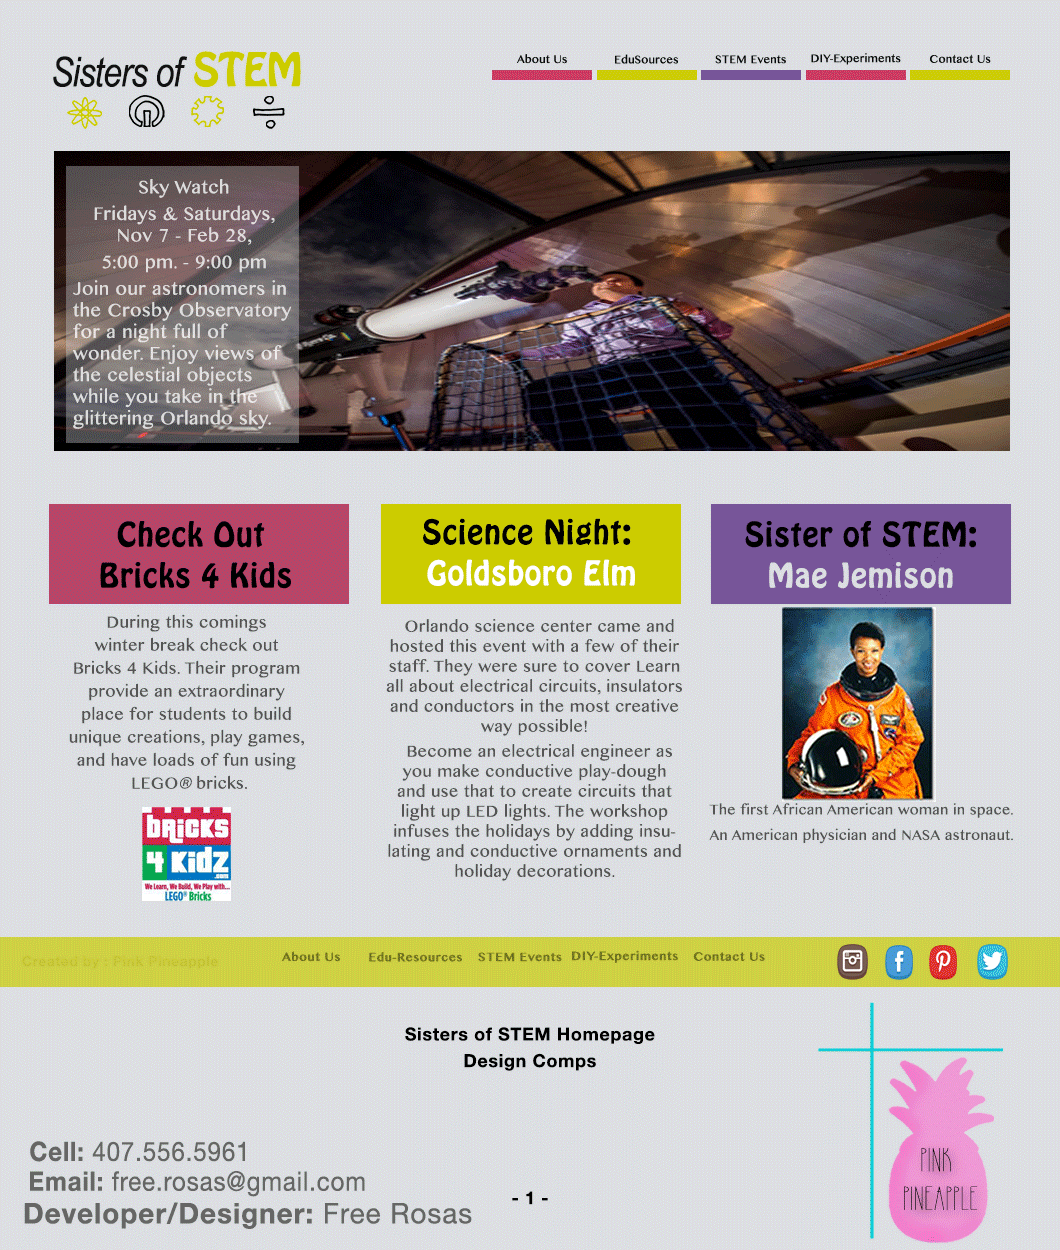 Sisters of STEM
About Us
EduSources
STEM Events
DIY-Experiments
Contact Us
Sky Watch
Fridays & Saturdays,
Nov 7 - Feb 28,
5:00 pm. - 9:00 pm
Join our astronomers in
the Crosby Observatory
for a night full of
wonder. Enjoy views of
the celestial objects
while you take in the
glittering Orlando sky.
Check Out
Bricks 4 Kids
During this comings
winter break check out
Bricks 4 Kids. Their program
provide an extraordinary
place for students to build
unique creations, play games,
and have loads of fun using
LEGO® bricks.
BRICKS
4 KIDZ
.com
We Learn, We Build, We Play with...
LEGO® Bricks
Science Night:
Goldsboro Elm
Orlando science center came and
hosted this event with a few of their
staff. They were sure to cover Learn
all about electrical circuits, insulators
and conductors in the most creative
way possible!
Become an electrical engineer as
you make conductive play-dough
and use that to create circuits that
light up LED lights. The workshop
infuses the holidays by adding insu-
lating and conductive ornaments and
holiday decorations.
Sister of STEM:
Mae Jemison
The first African American woman in space.
An American physician and NASA astronaut.
Created by : Pink Pineapple
About Us
Edu-Resources
STEM Events
DIY-Experiments
Contact Us
Sisters of STEM Homepage
Design Comps
Cell: 407.556.5961
Email: free.rosas@gmail.com
Developer/Designer: Free Rosas
- 1 -
PINK
PINEAPPLE